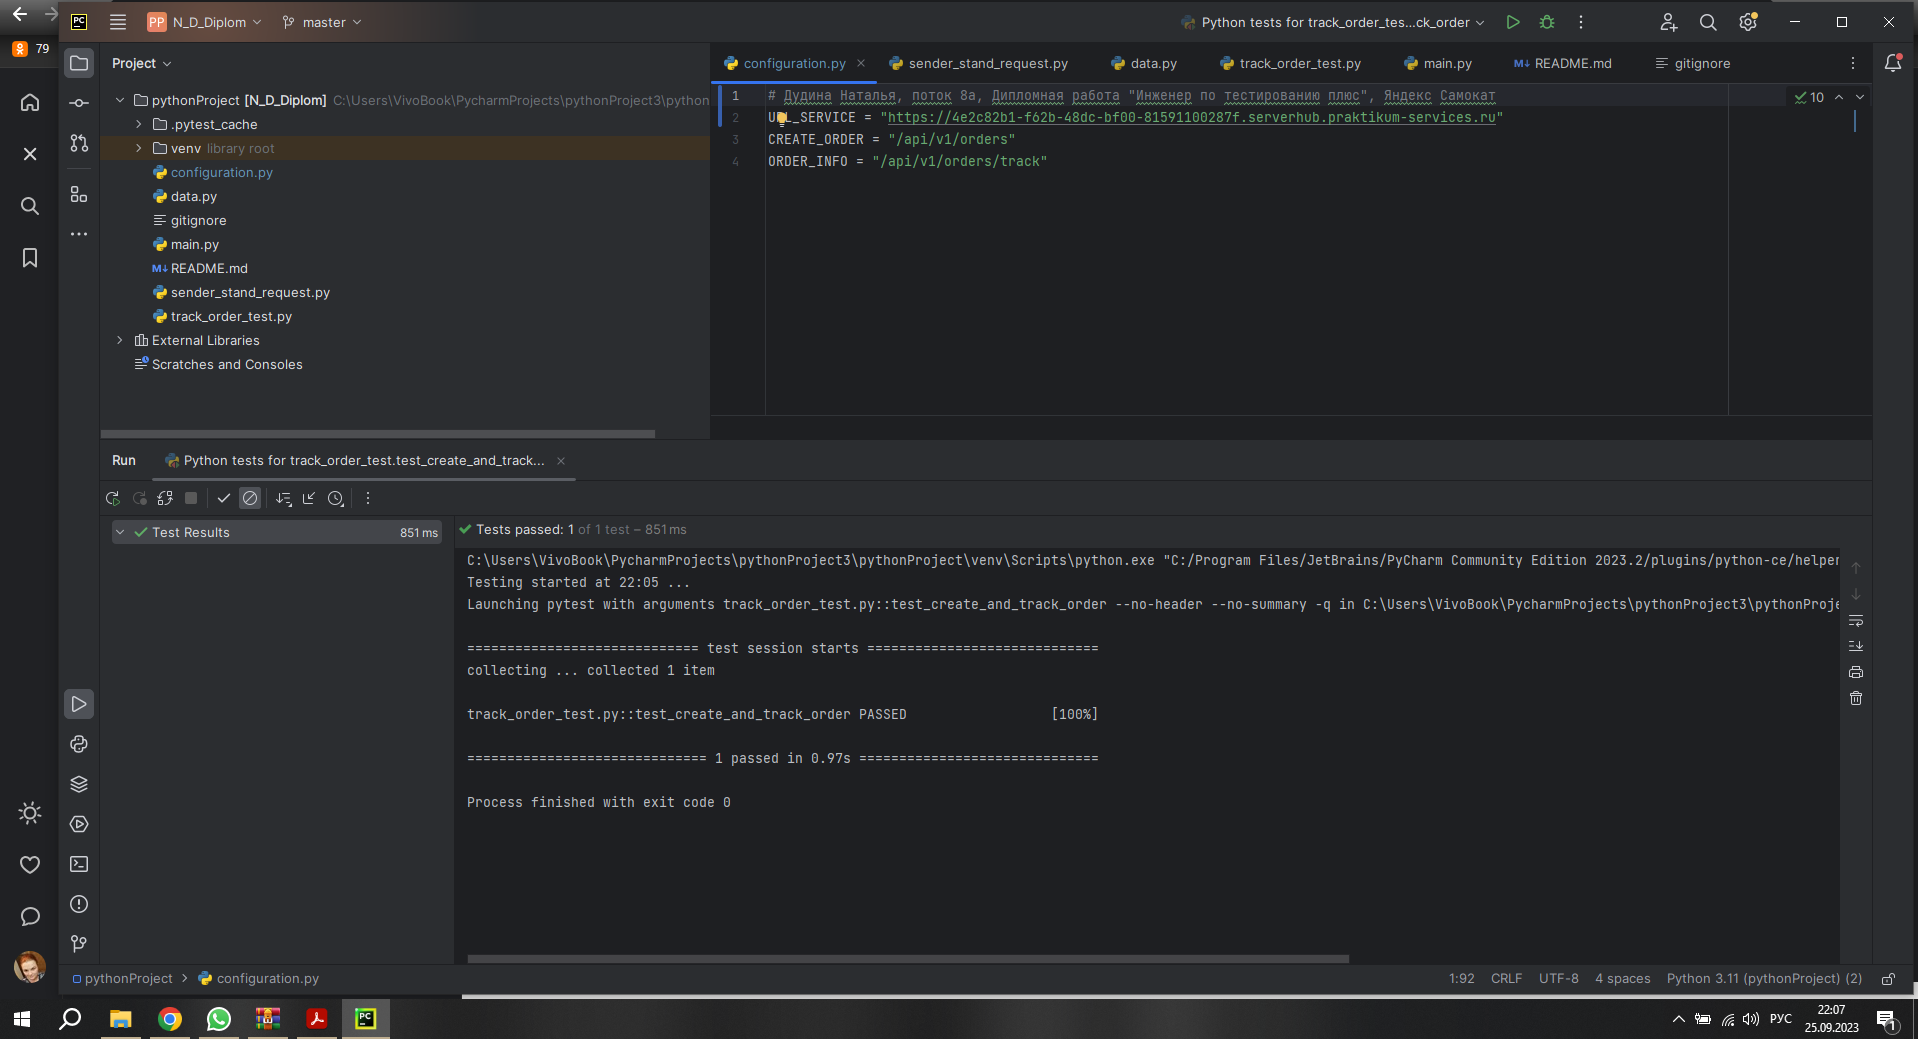 79
PC
PP N_D_Diplom master
Python tests for track_order_tes...ck_order
Project
configuration.py
sender_stand_request.py
data.py
track_order_test.py
main.py
M↓ README.md
gitignore
pythonProject [N_D_Diplom] C:\Users\VivoBook\PycharmProjects\pythonProject3\python
.pytest_cache
venv library root
configuration.py
data.py
gitignore
main.py
M↓ README.md
sender_stand_request.py
track_order_test.py
External Libraries
Scratches and Consoles
1 # Дудина Наталья, поток 8а, Дипломная работа "Инженер по тестированию плюс", Яндекс Самокат
10
2 URL_SERVICE = "https://4e2c82b1-f62b-48dc-bf00-81591100287f.serverhub.praktikum-services.ru"
3 CREATE_ORDER = "/api/v1/orders"
4 ORDER_INFO = "/api/v1/orders/track"
Run
Python tests for track_order_test.test_create_and_track...
Test Results 851 ms
Tests passed: 1 of 1 test – 851 ms
C:\Users\VivoBook\PycharmProjects\pythonProject3\pythonProject\venv\Scripts\python.exe "C:/Program Files/JetBrains/PyCharm Community Edition 2023.2/plugins/python-ce/helper
Testing started at 22:05 ...
Launching pytest with arguments track_order_test.py::test_create_and_track_order --no-header --no-summary -q in C:\Users\VivoBook\PycharmProjects\pythonProject3\pythonProje
============================= test session starts =============================
collecting ... collected 1 item
track_order_test.py::test_create_and_track_order PASSED [100%]
============================== 1 passed in 0.97s ==============================
Process finished with exit code 0
pythonProject > configuration.py
1:92 CRLF UTF-8 4 spaces Python 3.11 (pythonProject) (2)
PC
РУС
22:07
25.09.2023
1